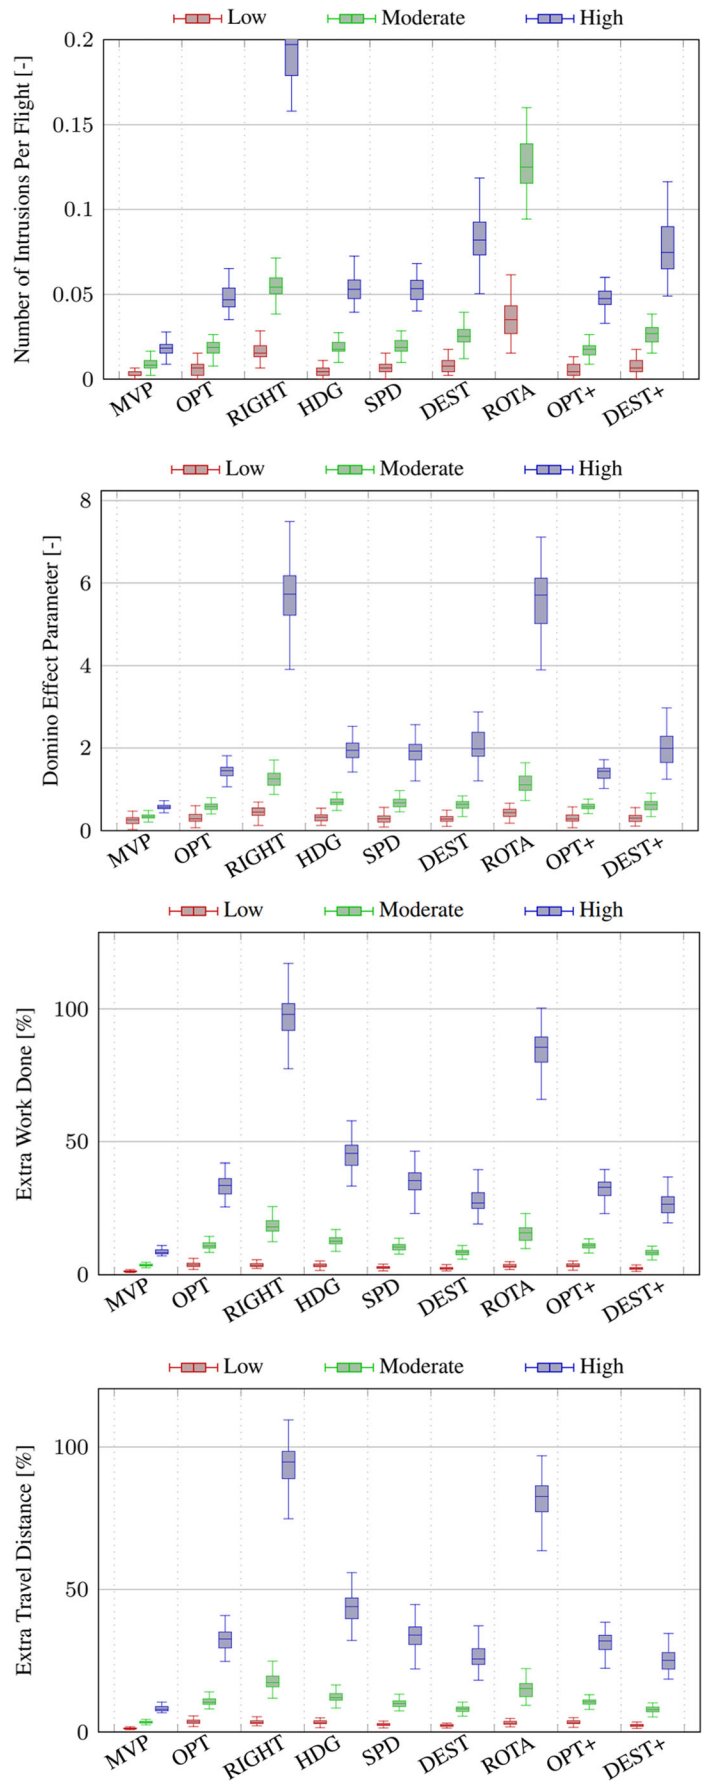 Low Moderate High
Number of Intrusions Per Flight [-]
0.2
0.15
0.1
0.05
0
MVP OPT RIGHT HDG SPD DEST ROTA OPT+ DEST+
Low Moderate High
Domino Effect Parameter [-]
8
6
4
2
0
MVP OPT RIGHT HDG SPD DEST ROTA OPT+ DEST+
Low Moderate High
Extra Work Done [%]
100
50
0
MVP OPT RIGHT HDG SPD DEST ROTA OPT+ DEST+
Low Moderate High
Extra Travel Distance [%]
100
50
0
MVP OPT RIGHT HDG SPD DEST ROTA OPT+ DEST+